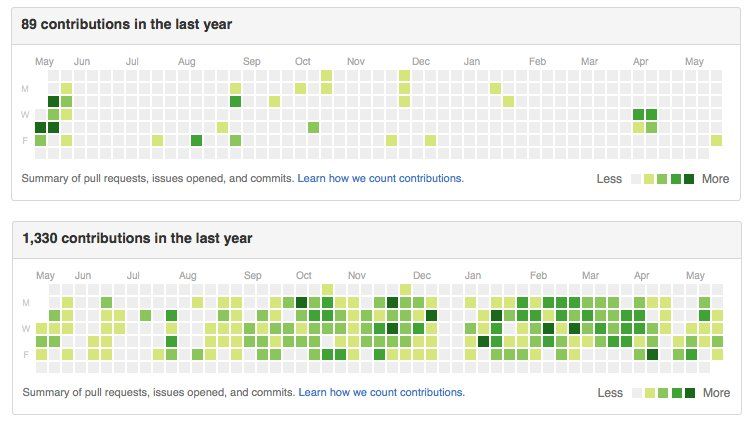 89 contributions in the last year
May Jun Jul Aug Sep Oct Nov Dec Jan Feb Mar Apr May
M
W
F
Summary of pull requests, issues opened, and commits. Learn how we count contributions. Less More
1,330 contributions in the last year
May Jun Jul Aug Sep Oct Nov Dec Jan Feb Mar Apr May
M
W
F
Summary of pull requests, issues opened, and commits. Learn how we count contributions. Less More